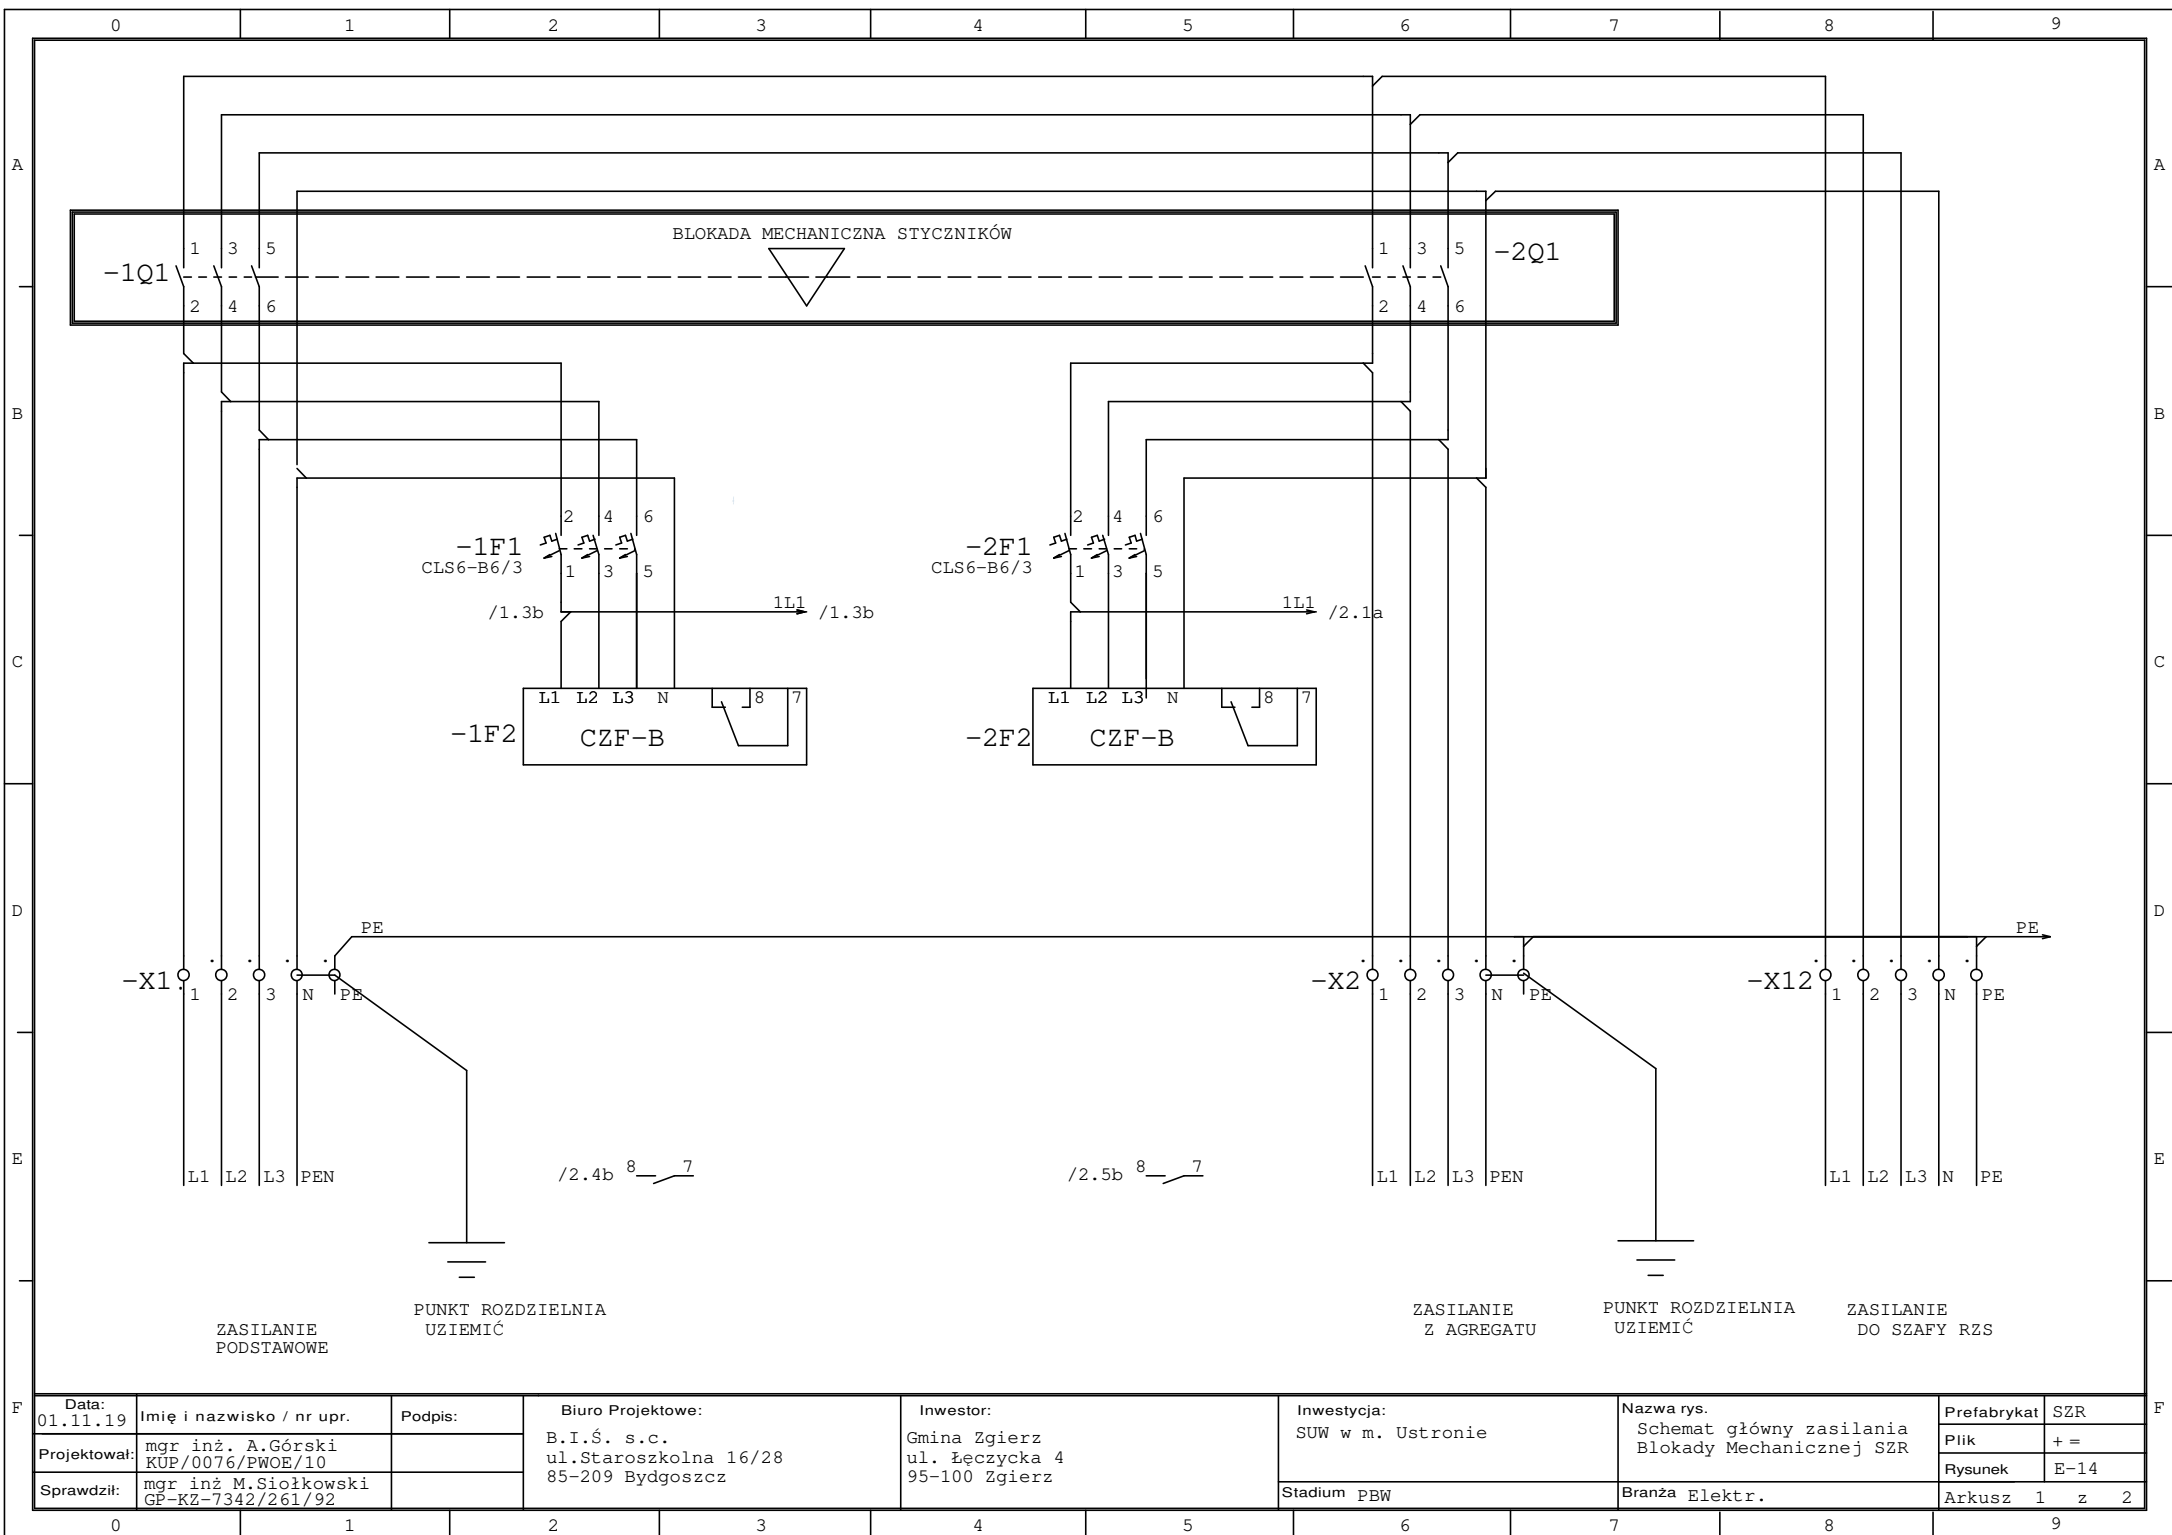 0 1 2 3 4 5 6 7 8 9
A A
BLOKADA MECHANICZNA STYCZNIKÓW
1 3 5 1 3 5
-1Q1 -2Q1
2 4 6 2 4 6
B B
2 4 6 2 4 6
-1F1 -2F1
CLS6-B6/3 CLS6-B6/3
1 3 5 1 3 5
/1.3b 1L1 /1.3b 1L1 /2.1a
C C
L1 L2 L3 N 8 7 L1 L2 L3 N 8 7
-1F2 CZF-B -2F2 CZF-B
D D
PE PE
-X1 -X2 -X12
1 2 3 N PE 1 2 3 N PE 1 2 3 N PE
E E
/2.4b 8 7 /2.5b 8 7
L1 L2 L3 PEN L1 L2 L3 PEN L1 L2 L3 N PE
PUNKT ROZDZIELNIA
UZIEMIĆ
ZASILANIE
PODSTAWOWE
ZASILANIE
Z AGREGATU
PUNKT ROZDZIELNIA
UZIEMIĆ
ZASILANIE
DO SZAFY RZS
F F
Data:
01.11.19
Imię i nazwisko / nr upr.
Podpis:
Projektował:
mgr inż. A.Górski
KUP/0076/PWOE/10
Sprawdził:
mgr inż M.Siołkowski
GP-KZ-7342/261/92
Biuro Projektowe:
B.I.Ś. s.c.
ul.Staroszkolna 16/28
85-209 Bydgoszcz
Inwestor:
Gmina Zgierz
ul. Łęczycka 4
95-100 Zgierz
Inwestycja:
SUW w m. Ustronie
Stadium PBW
Nazwa rys.
Schemat główny zasilania
Blokady Mechanicznej SZR
Branża Elektr.
Prefabrykat SZR
Plik + =
Rysunek E-14
Arkusz 1 z 2
0 1 2 3 4 5 6 7 8 9